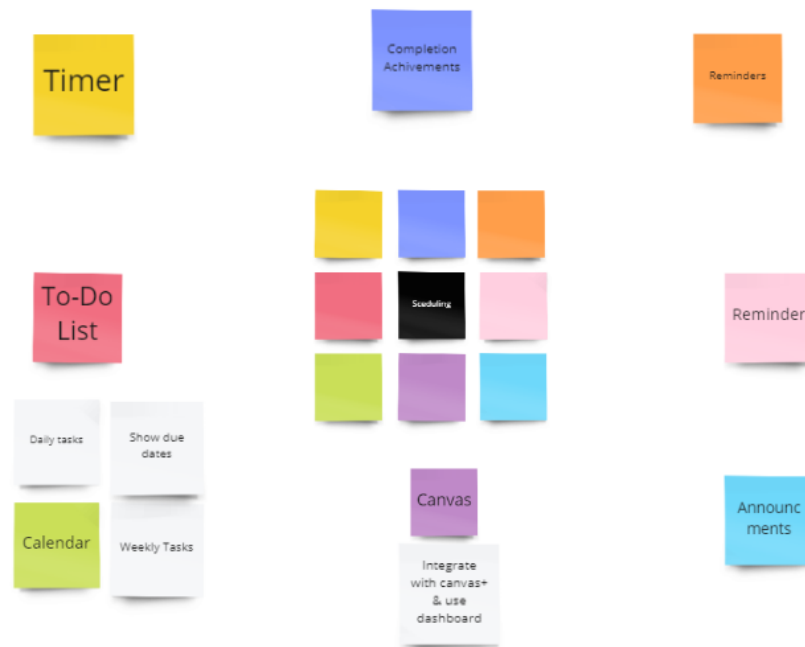 Timer
Completion
Achivements
Reminders
To-Do
List
Sceduling
Reminder
Daily tasks
Show due
dates
Calendar
Weekly Tasks
Canvas
Integrate
with canvas+
& use
dashboard
Announc
ments